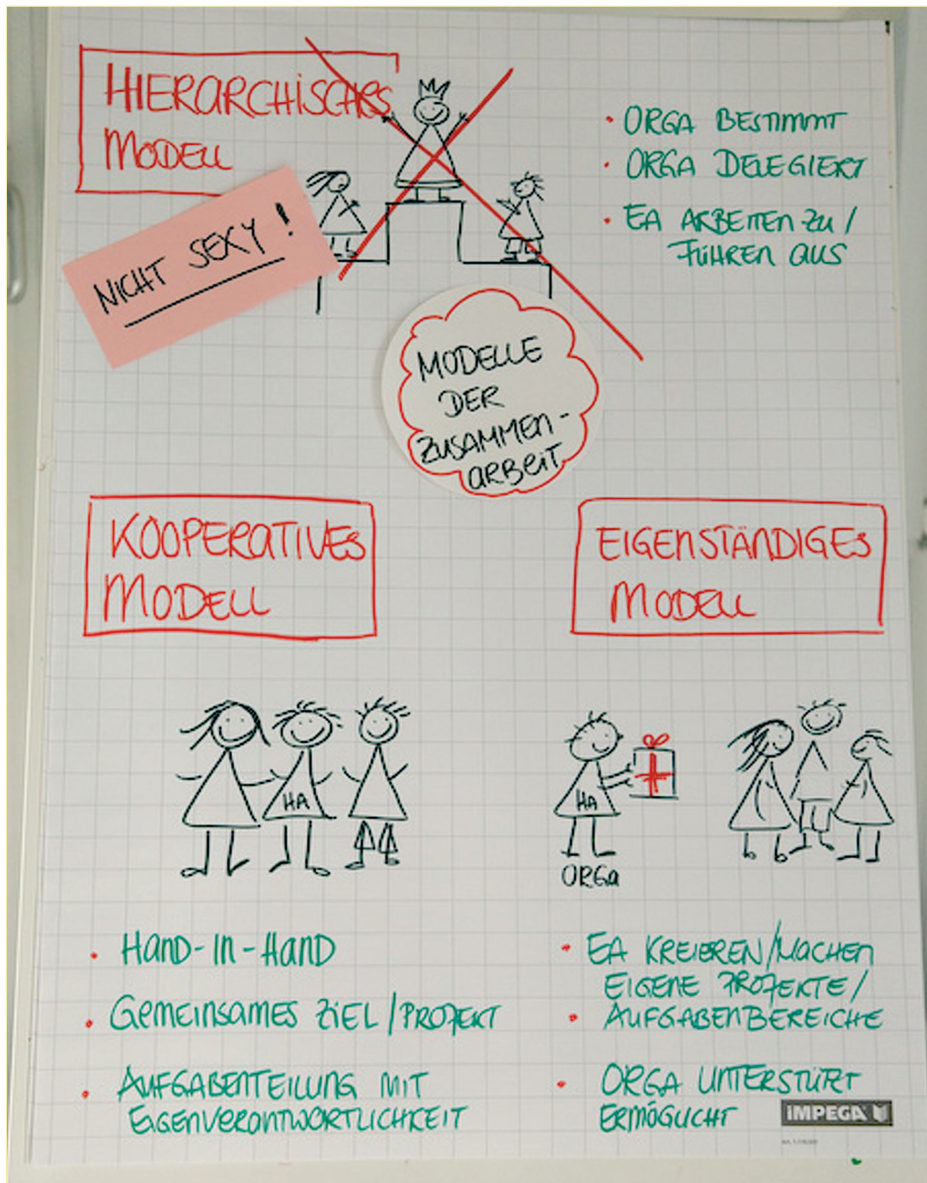 HIERARCHISCHES
MODELL
NICHT SEXY!
• ORGA BESTIMMT
• ORGA DELEGIERT
• EA ARBEITEN ZU/
FÜHREN AUS
MODELLE
DER
ZUSAMMEN-
ARBEIT
KOOPERATIVES
MODELL
HA
• HAND-IN-HAND
• GEMEINSAMES ZIEL/PROJEKT
• AUFGABENTEILUNG MIT
EIGENVERANTWORTLICHKEIT
EIGENSTÄNDIGES
MODELL
HA
ORGA
• EA KREIEREN/MACHEN
EIGENE PROJEKTE/
• AUFGABENBEREICHE
• ORGA UNTERSTÜTZT
ERMÖGLICHT
IMPEGA